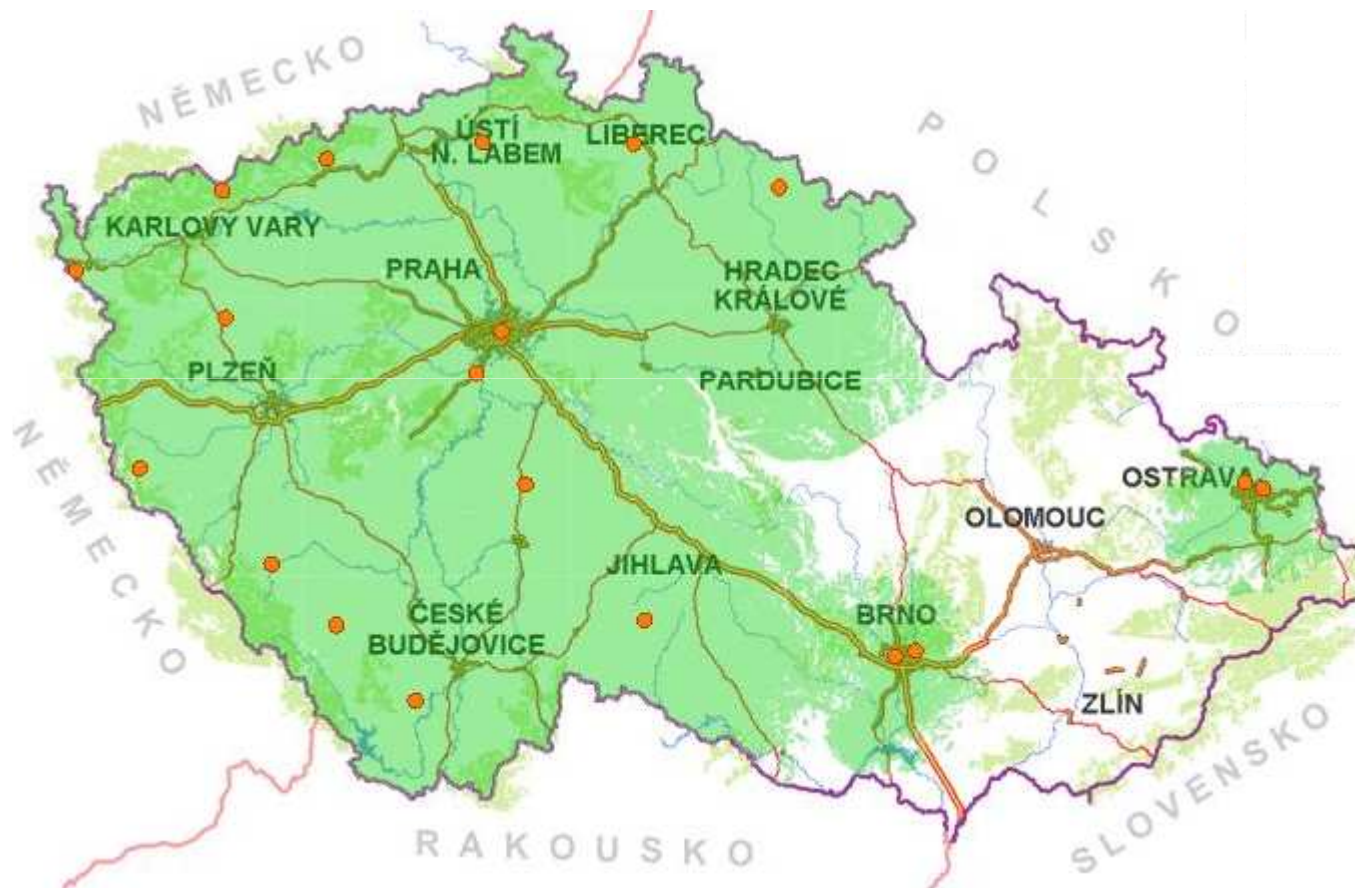 NĚMECKO
POLSKO
ÚSTÍ
N. LABEM
LIBEREC
KARLOVY VARY
PRAHA
HRADEC
KRÁLOVÉ
PLZEŇ
PARDUBICE
NĚMECKO
OSTRAVA
OLOMOUC
JIHLAVA
ČESKÉ
BUDĚJOVICE
BRNO
ZLÍN
SLOVENSKO
RAKOUSKO